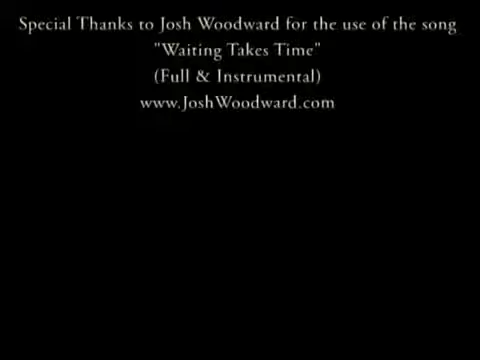 Special Thanks to Josh Woodward for the use of the song
"Waiting Takes Time"
(Full & Instrumental)
www.JoshWoodward.com